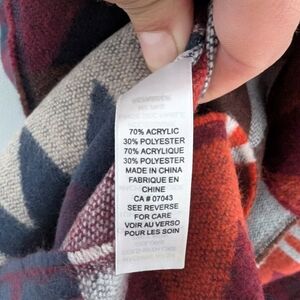 70% ACRYLIC
30% POLYESTER
70% ACRYLIQUE
30% POLYESTER
MADE IN CHINA
FABRIQUE EN
CHINE
CA # 07043
SEE REVERSE
FOR CARE
VOIR AU VERSO
POUR LES SOIN